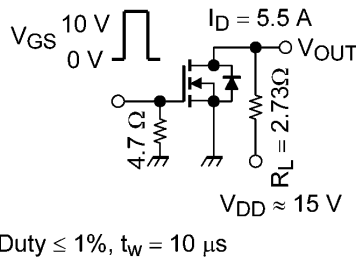 I_D = 5.5 A
V_GS 10 V
0 V
V_OUT
4.7 Ω
R_L = 2.73Ω
V_DD ≈ 15 V
Duty ≤ 1%, t_w = 10 μs